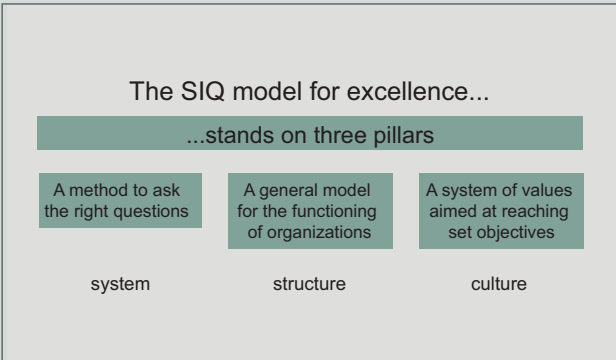 The SIQ model for excellence...
...stands on three pillars
A method to ask
the right questions
A general model
for the functioning
of organizations
A system of values
aimed at reaching
set objectives
system
structure
culture